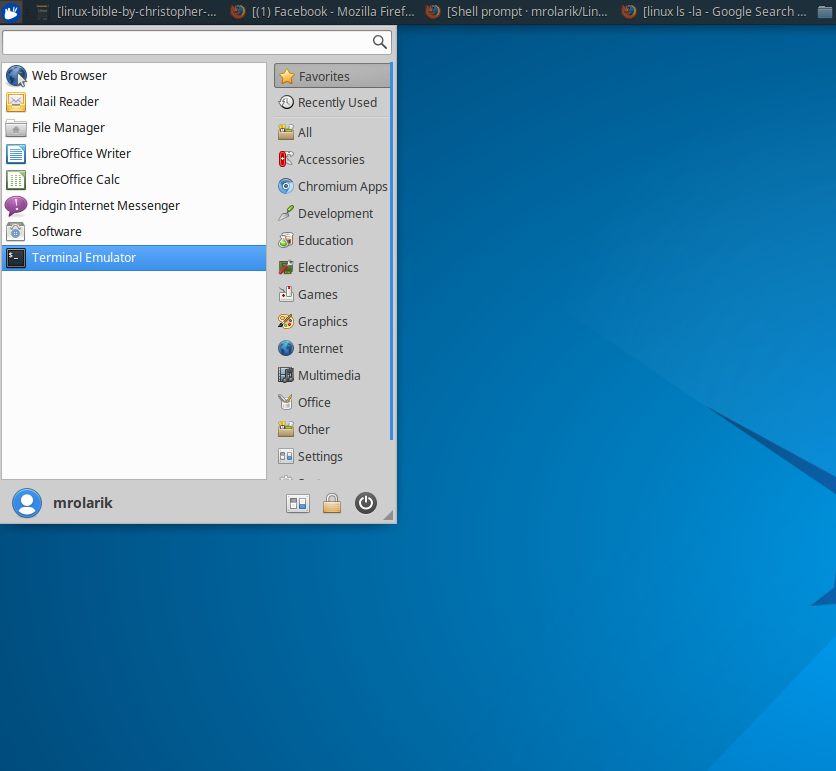 [linux-bible-by-christopher-...
[(1) Facebook - Mozilla Firef...
[Shell prompt · mrolarik/Lin...
[linux ls -la - Google Search ...
Web Browser
Mail Reader
File Manager
LibreOffice Writer
LibreOffice Calc
Pidgin Internet Messenger
Software
Terminal Emulator
Favorites
Recently Used
All
Accessories
Chromium Apps
Development
Education
Electronics
Games
Graphics
Internet
Multimedia
Office
Other
Settings
mrolarik